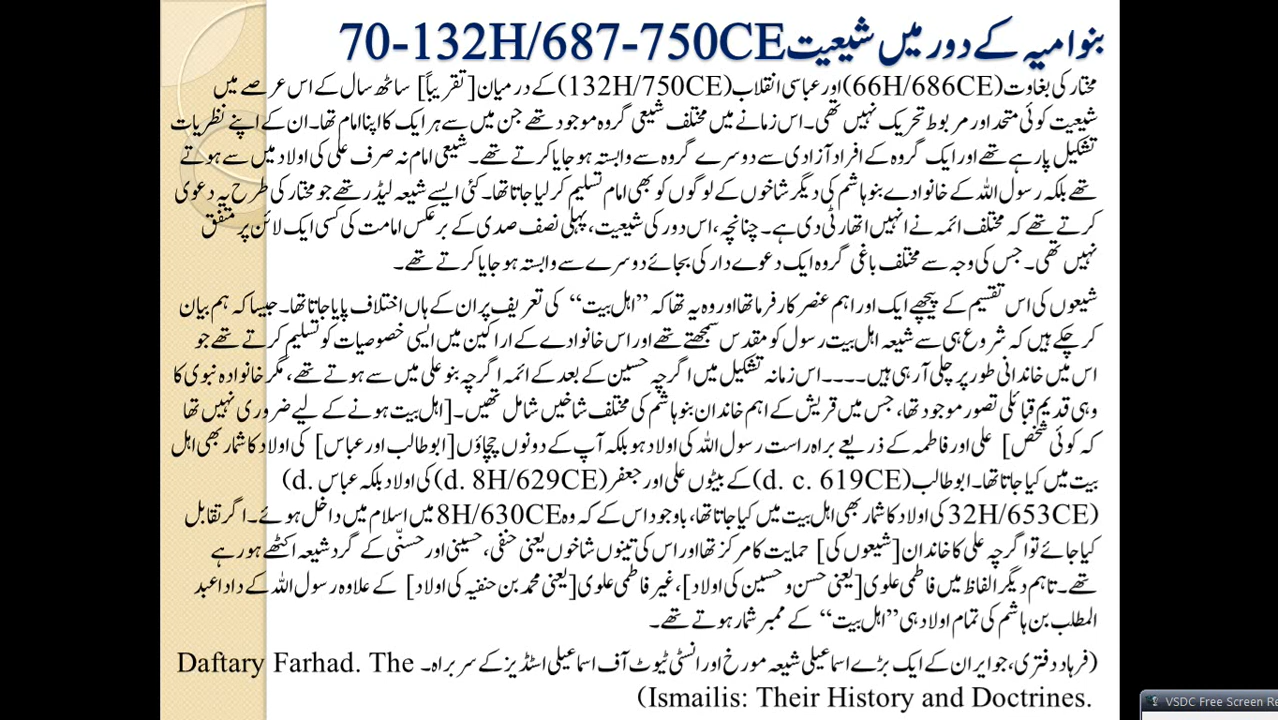 بنو امیہ کے دور میں شیعیت 70-132H/687-750CE
مختار کی بغاوت (66H/686CE) اور عباسی انقلاب (132H/750CE) کے درمیان [تقریباً] ساٹھ سال کے اس عرصے میں
شیعیت کوئی متحد اور مربوط تحریک نہیں تھی۔ اس زمانے میں مختلف شیعی گروہ موجود تھے جن میں سے ہر ایک کا اپنا امام تھا۔ ان کے اپنے نظریات
تشکیل پا رہے تھے اور ایک گروہ کے افراد آزادی سے دوسرے گروہ سے وابستہ ہو جایا کرتے تھے۔ شیعی امام نہ صرف علی کی اولاد میں سے ہوتے
تھے بلکہ رسول اللہ کے خانوادے بنو ہاشم کی دیگر شاخوں کے لوگوں کو بھی امام تسلیم کر لیا جاتا تھا۔ کئی ایسے شیعہ لیڈر تھے جو مختار کی طرح یہ دعوی
کرتے تھے کہ مختلف ائمہ نے انہیں اتھارٹی دی ہے۔ چنانچہ، اس دور کی شیعیت، پہلی نصف صدی کے برعکس امامت کی کسی ایک لائن پر متفق
نہیں تھی۔ جس کی وجہ سے مختلف باغی گروہ ایک دعوے دار کی بجائے دوسرے سے وابستہ ہو جایا کرتے تھے۔
شیعوں کی اس تقسیم کے پیچھے ایک اور اہم عنصر کارفرما تھا اور وہ یہ تھا کہ ”اہل بیت“ کی تعریف پر ان کے ہاں اختلاف پایا جاتا تھا۔ جیسا کہ ہم بیان
کر چکے ہیں کہ شروع ہی سے شیعہ اہل بیت رسول کو مقدس سمجھتے تھے اور اس خانوادے کے اراکین میں ایسی خصوصیات کو تسلیم کرتے تھے جو
اس میں خاندانی طور پر چلی آ رہی ہیں۔۔۔۔ اس زمانہ تشکیل میں اگرچہ حسین کے بعد کے ائمہ اگرچہ بنو علی میں سے ہوتے تھے، مگر خانوادہ نبوی کا
وہی قدیم قبائلی تصور موجود تھا، جس میں قریش کے اہم خاندان بنو ہاشم کی مختلف شاخیں شامل تھیں۔ [اہل بیت ہونے کے لیے ضروری نہیں تھا
کہ کوئی شخص] علی اور فاطمہ کے ذریعے براہ راست رسول اللہ کی اولاد ہو بلکہ آپ کے دونوں چچاؤں [ابو طالب اور عباس] کی اولاد کا شمار بھی اہل
بیت میں کیا جاتا تھا۔ ابو طالب (d. c. 619CE) کے بیٹوں علی اور جعفر (d. 8H/629CE) کی اولاد بلکہ عباس (d.
32H/653CE) کی اولاد کا شمار بھی اہل بیت میں کیا جاتا تھا، باوجود اس کے کہ وہ 8H/630CE میں اسلام میں داخل ہوئے۔ اگر تقابل
کیا جائے تو اگرچہ علی کا خاندان [شیعوں کی] حمایت کا مرکز تھا اور اس کی تینوں شاخوں یعنی حنفی، حسینی اور حسنّی کے گرد شیعہ اکٹھے ہو رہے
تھے۔ تاہم دیگر الفاظ میں فاطمی علوی [یعنی حسن و حسین کی اولاد]، غیر فاطمی علوی [یعنی محمد بن حنفیہ کی اولاد] کے علاوہ رسول اللہ کے دادا عبد
المطلب بن ہاشم کی تمام اولاد ہی ”اہل بیت“ کے ممبر شمار ہوتے تھے۔
(فرہاد دفتری، جو ایران کے ایک بڑے اسماعیلی شیعہ مورخ اور انسٹی ٹیوٹ آف اسماعیلی اسٹڈیز کے سربراہ۔ Daftary Farhad. The
Ismailis: Their History and Doctrines.)
VSDC Free Screen Re